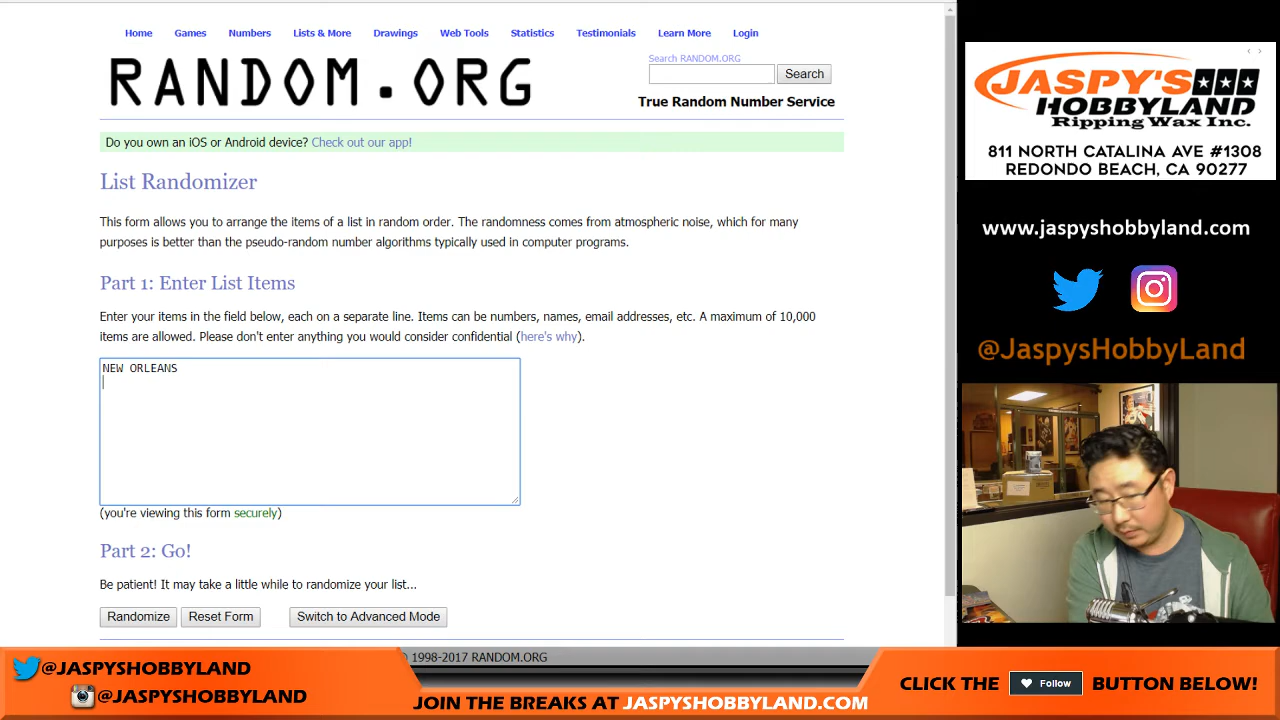 Home Games Numbers Lists & More Drawings Web Tools Statistics Testimonials Learn More Login
RANDOM.ORG
Search RANDOM.ORG
Search
True Random Number Service
Do you own an iOS or Android device? Check out our app!
List Randomizer
This form allows you to arrange the items of a list in random order. The randomness comes from atmospheric noise, which for many
purposes is better than the pseudo-random number algorithms typically used in computer programs.
Part 1: Enter List Items
Enter your items in the field below, each on a separate line. Items can be numbers, names, email addresses, etc. A maximum of 10,000
items are allowed. Please don't enter anything you would consider confidential (here's why).
NEW ORLEANS
(you're viewing this form securely)
Part 2: Go!
Be patient! It may take a little while to randomize your list...
Randomize Reset Form Switch to Advanced Mode
© 1998-2017 RANDOM.ORG
JASPY'S
HOBBYLAND
Ripping Wax Inc.
811 NORTH CATALINA AVE #1308
REDONDO BEACH, CA 90277
www.jaspyshobbyland.com
@JaspysHobbyLand
@JASPYSHOBBYLAND
@JASPYSHOBBYLAND
JOIN THE BREAKS AT JASPYSHOBBYLAND.COM
CLICK THE Follow BUTTON BELOW!